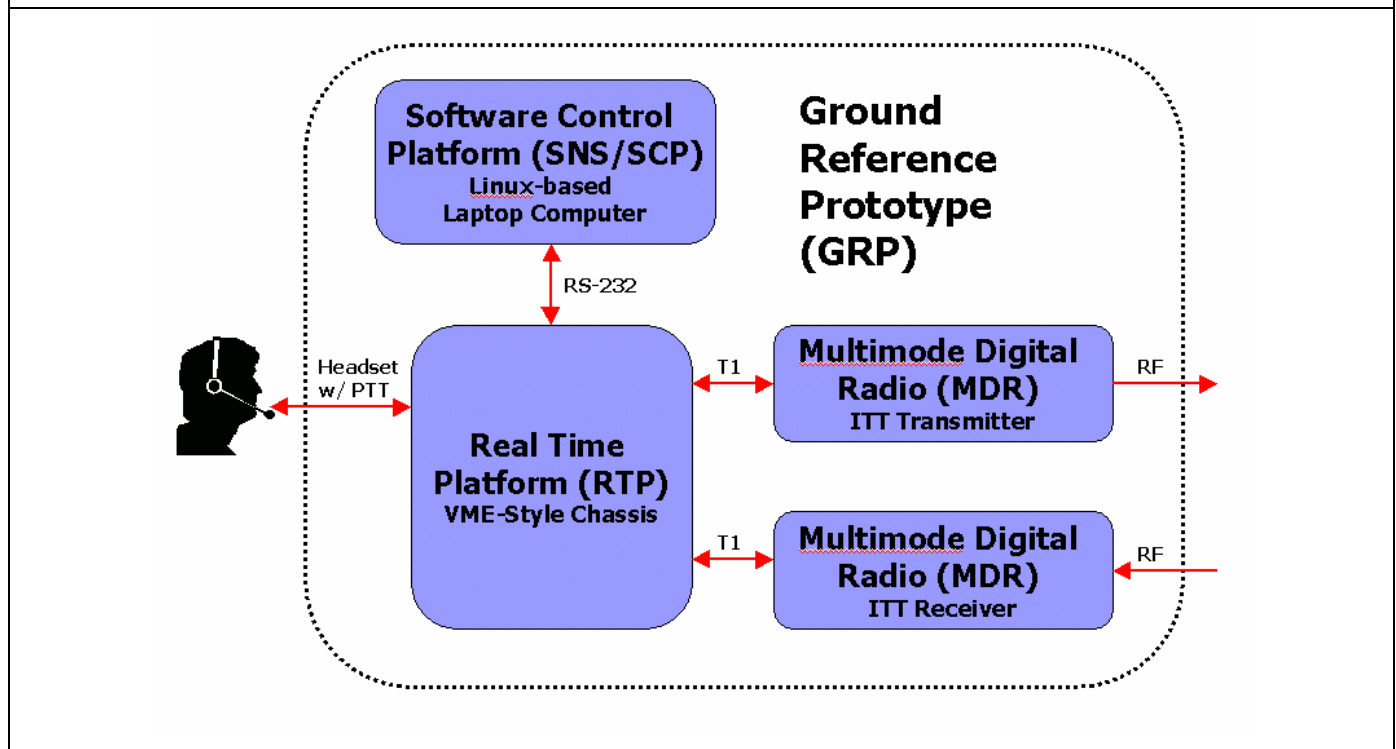 Software Control
Platform (SNS/SCP)
Linux-based
Laptop Computer
Ground
Reference
Prototype
(GRP)
RS-232
Headset
w/ PTT
Real Time
Platform (RTP)
VME-Style Chassis
T1
Multimode Digital
Radio (MDR)
ITT Transmitter
RF
T1
Multimode Digital
Radio (MDR)
ITT Receiver
RF